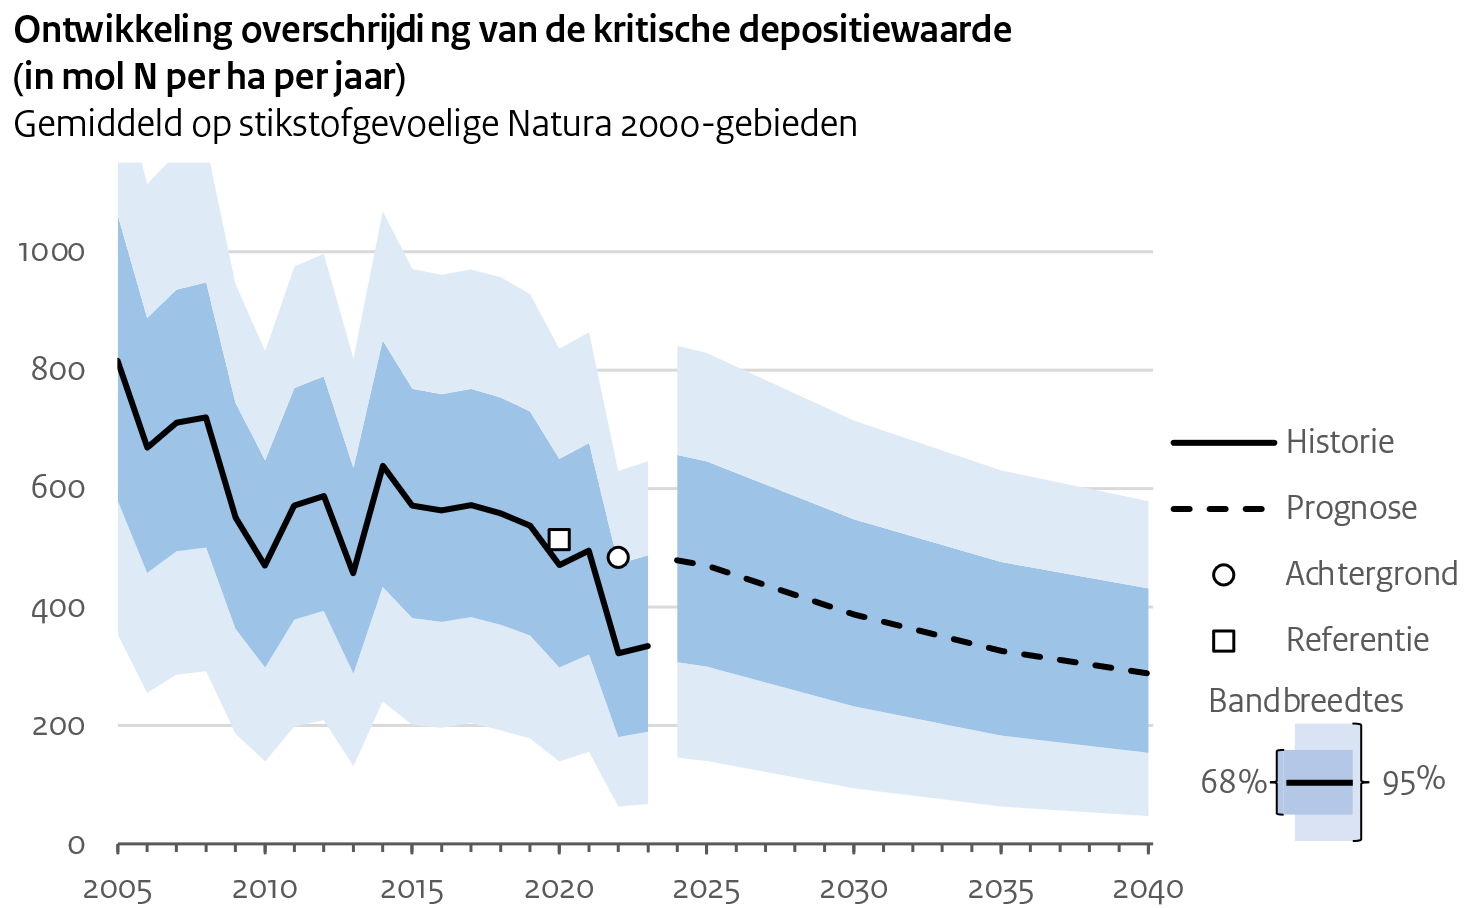 Ontwikkeling overschrijding van de kritische depositiewaarde
(in mol N per ha per jaar)
Gemiddeld op stikstofgevoelige Natura 2000-gebieden
1000
800
600
400
200
0
2005 2010 2015 2020 2025 2030 2035 2040
Historie
Prognose
Achtergrond
Referentie
Bandbreedtes
68% 95%